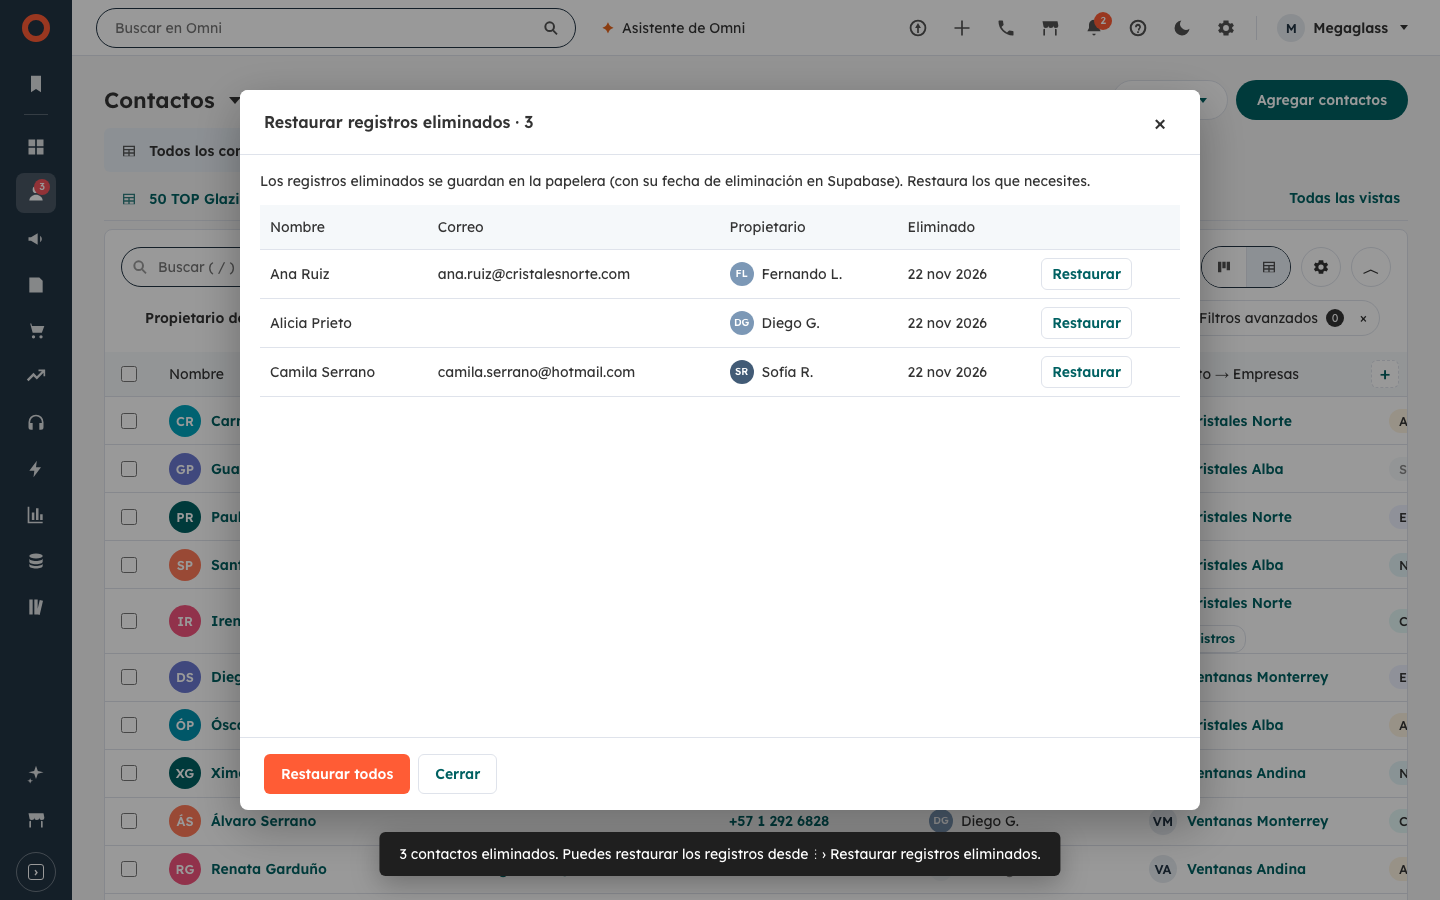 Buscar en Omni
Asistente de Omni
2
M
Megaglass
Contactos
Agregar contactos
3
Todos los con
50 TOP Glazi
Todas las vistas
Restaurar registros eliminados · 3
×
Los registros eliminados se guardan en la papelera (con su fecha de eliminación en Supabase). Restaura los que necesites.
Nombre Correo Propietario Eliminado
Ana Ruiz ana.ruiz@cristalesnorte.com FL Fernando L. 22 nov 2026 Restaurar
Alicia Prieto DG Diego G. 22 nov 2026 Restaurar
Camila Serrano camila.serrano@hotmail.com SR Sofía R. 22 nov 2026 Restaurar
Restaurar todos
Cerrar
Buscar ( / )
Propietario de
Filtros avanzados 0 ×
Nombre
to → Empresas +
CR Carr
ristales Norte A
GP Gua
ristales Alba S
PR Paul
ristales Norte E
SP Sant
ristales Alba N
IR Iren
ristales Norte
istros
C
DS Dieg
entanas Monterrey E
ÓP Ósca
ristales Alba A
XG Xime
entanas Andina N
ÁS Álvaro Serrano +57 1 292 6828 DG Diego G. VM Ventanas Monterrey C
RG Renata Garduño VA Ventanas Andina A
3 contactos eliminados. Puedes restaurar los registros desde ⋮ › Restaurar registros eliminados.